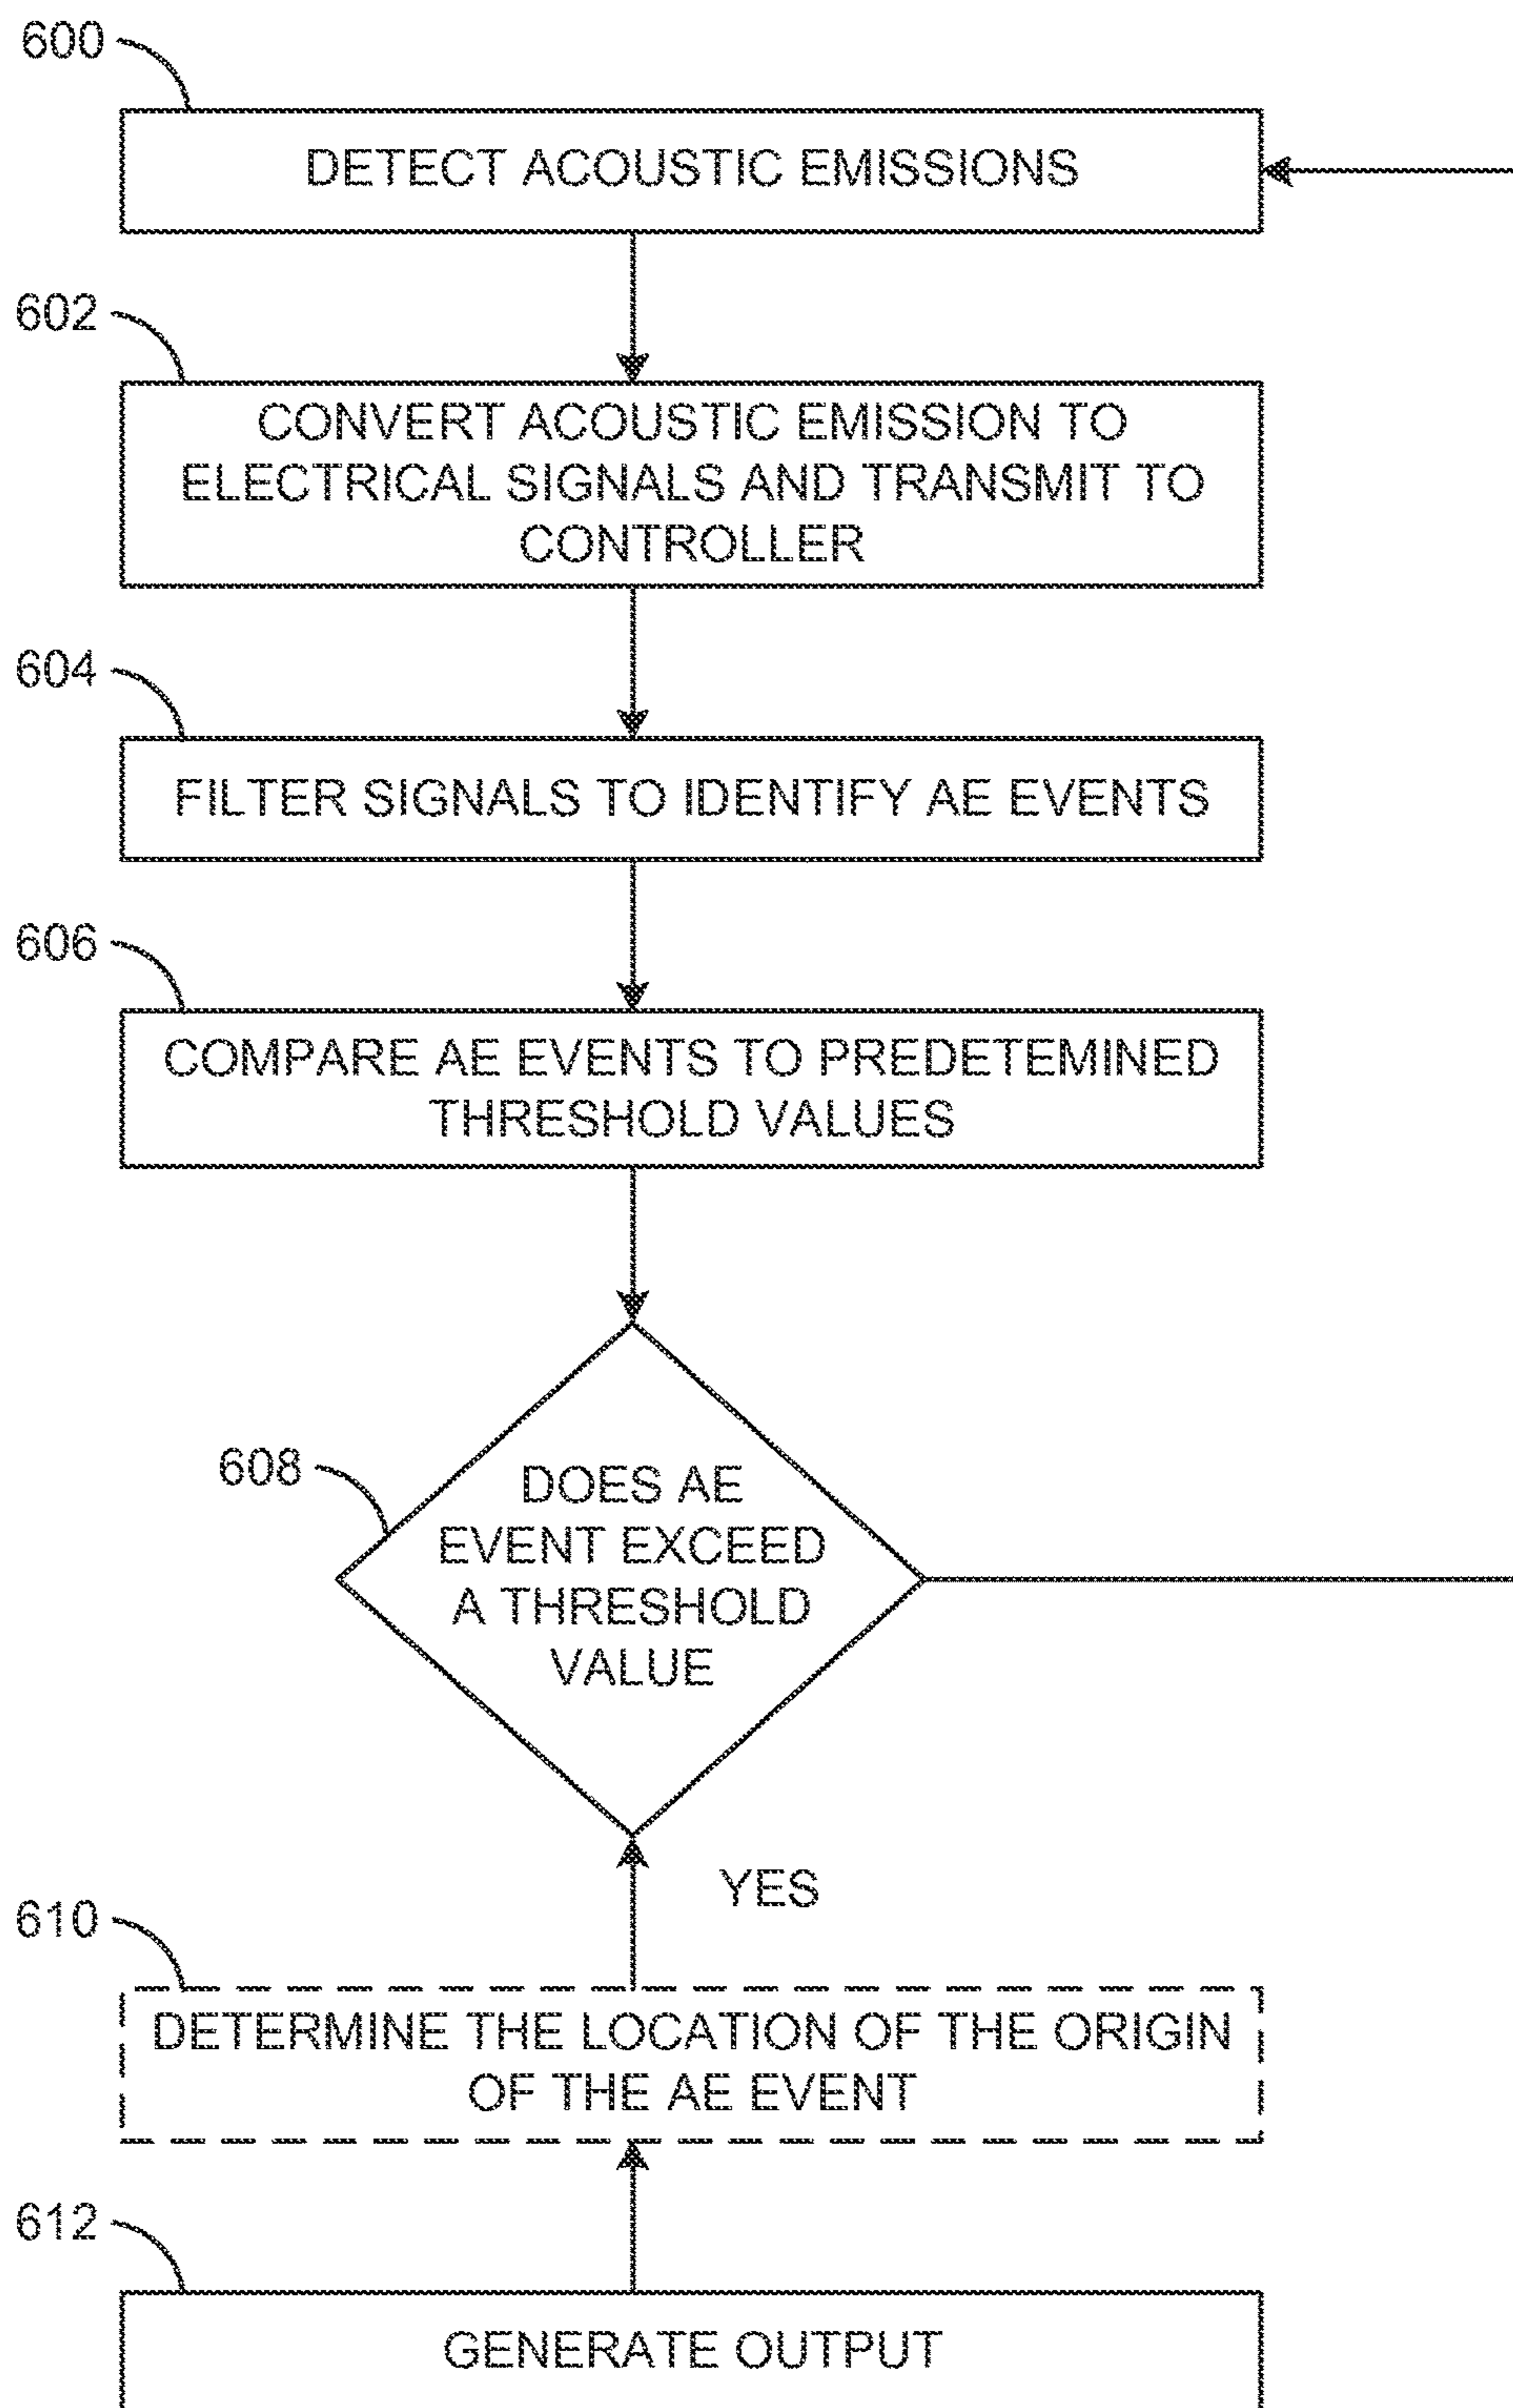 600
DETECT ACOUSTIC EMISSIONS
602
CONVERT ACOUSTIC EMISSION TO
ELECTRICAL SIGNALS AND TRANSMIT TO
CONTROLLER
604
FILTER SIGNALS TO IDENTIFY AE EVENTS
606
COMPARE AE EVENTS TO PREDETEMINED
THRESHOLD VALUES
608
DOES AE
EVENT EXCEED
A THRESHOLD
VALUE
YES
610
DETERMINE THE LOCATION OF THE ORIGIN
OF THE AE EVENT
612
GENERATE OUTPUT